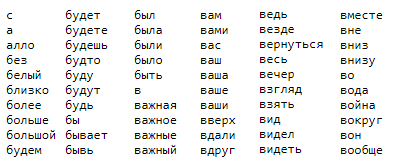 с будет был вам ведь вместе
а будете была вами везде вне
алло будешь были вас вернуться вниз
без будто было ваш весь внизу
белый буду быть ваша вечер во
близко будут в ваше взгляд вода
более будь важная ваши взять война
больше бы важное вверх вид вокруг
большой бывает важные вдали видел вон
будем бывь важный вдруг видеть вообще